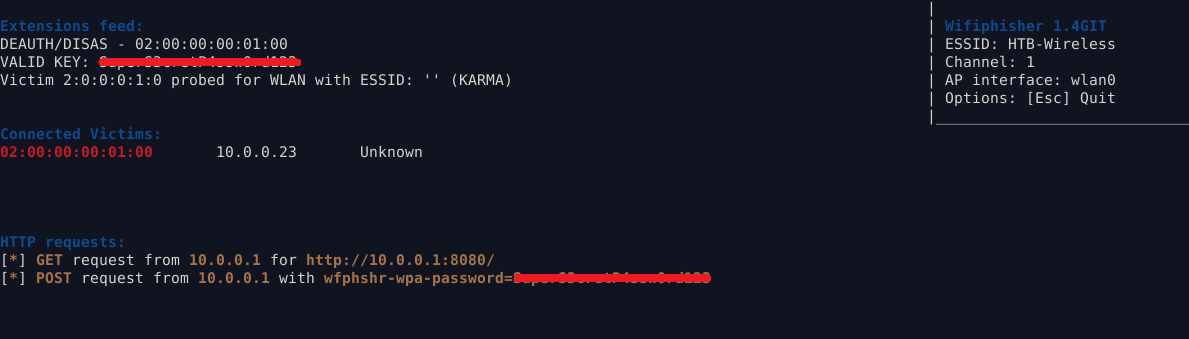 Extensions feed:
DEAUTH/DISAS - 02:00:00:00:01:00
VALID KEY:
Victim 2:0:0:0:1:0 probed for WLAN with ESSID: '' (KARMA)
Wifiphisher 1.4GIT
ESSID: HTB-Wireless
Channel: 1
AP interface: wlan0
Options: [Esc] Quit
Connected Victims:
02:00:00:00:01:00 10.0.0.23 Unknown
HTTP requests:
[*] GET request from 10.0.0.1 for http://10.0.0.1:8080/
[*] POST request from 10.0.0.1 with wfphshr-wpa-password=